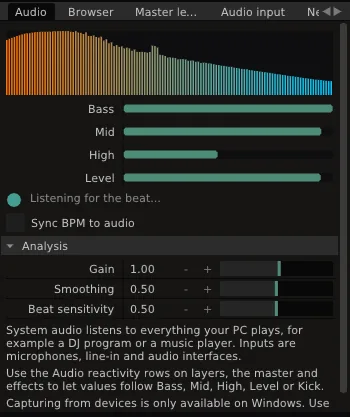 Audio Browser Master le... Audio input Ne
Bass
Mid
High
Level
Listening for the beat...
Sync BPM to audio
Analysis
Gain 1.00 - +
Smoothing 0.50 - +
Beat sensitivity 0.50 - +
System audio listens to everything your PC plays, for
example a DJ program or a music player. Inputs are
microphones, line-in and audio interfaces.
Use the Audio reactivity rows on layers, the master and
effects to let values follow Bass, Mid, High, Level or Kick.
Capturing from devices is only available on Windows. Use